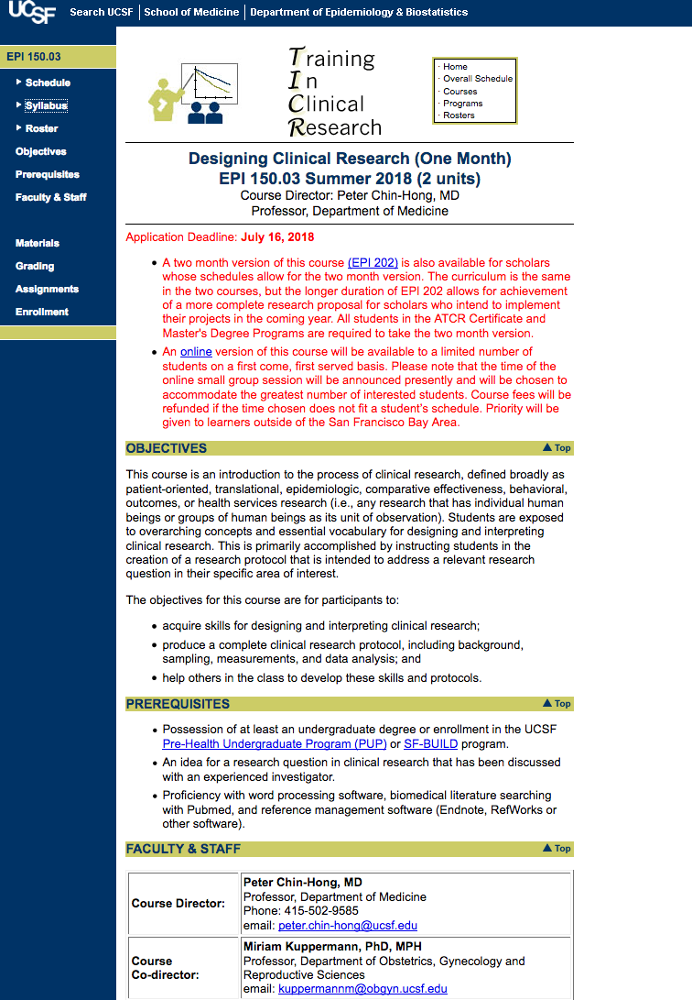 UCSF
Search UCSF | School of Medicine | Department of Epidemiology & Biostatistics
EPI 150.03
Schedule
Syllabus
Roster
Objectives
Prerequisites
Faculty & Staff
Materials
Grading
Assignments
Enrollment
Training
In
Clinical
Research
· Home
· Overall Schedule
· Courses
· Programs
· Rosters
Designing Clinical Research (One Month)
EPI 150.03 Summer 2018 (2 units)
Course Director: Peter Chin-Hong, MD
Professor, Department of Medicine
Application Deadline: July 16, 2018
• A two month version of this course (EPI 202) is also available for scholars
whose schedules allow for the two month version. The curriculum is the same
in the two courses, but the longer duration of EPI 202 allows for achievement
of a more complete research proposal for scholars who intend to implement
their projects in the coming year. All students in the ATCR Certificate and
Master's Degree Programs are required to take the two month version.
• An online version of this course will be available to a limited number of
students on a first come, first served basis. Please note that the time of the
online small group session will be announced presently and will be chosen to
accommodate the greatest number of interested students. Course fees will be
refunded if the time chosen does not fit a student's schedule. Priority will be
given to learners outside of the San Francisco Bay Area.
OBJECTIVES ▲ Top
This course is an introduction to the process of clinical research, defined broadly as
patient-oriented, translational, epidemiologic, comparative effectiveness, behavioral,
outcomes, or health services research (i.e., any research that has individual human
beings or groups of human beings as its unit of observation). Students are exposed
to overarching concepts and essential vocabulary for designing and interpreting
clinical research. This is primarily accomplished by instructing students in the
creation of a research protocol that is intended to address a relevant research
question in their specific area of interest.
The objectives for this course are for participants to:
• acquire skills for designing and interpreting clinical research;
• produce a complete clinical research protocol, including background,
sampling, measurements, and data analysis; and
• help others in the class to develop these skills and protocols.
PREREQUISITES ▲ Top
• Possession of at least an undergraduate degree or enrollment in the UCSF
Pre-Health Undergraduate Program (PUP) or SF-BUILD program.
• An idea for a research question in clinical research that has been discussed
with an experienced investigator.
• Proficiency with word processing software, biomedical literature searching
with Pubmed, and reference management software (Endnote, RefWorks or
other software).
FACULTY & STAFF ▲ Top
Course Director:
Peter Chin-Hong, MD
Professor, Department of Medicine
Phone: 415-502-9585
email: peter.chin-hong@ucsf.edu
Course
Co-director:
Miriam Kuppermann, PhD, MPH
Professor, Department of Obstetrics, Gynecology and
Reproductive Sciences
email: kuppermannm@obgyn.ucsf.edu